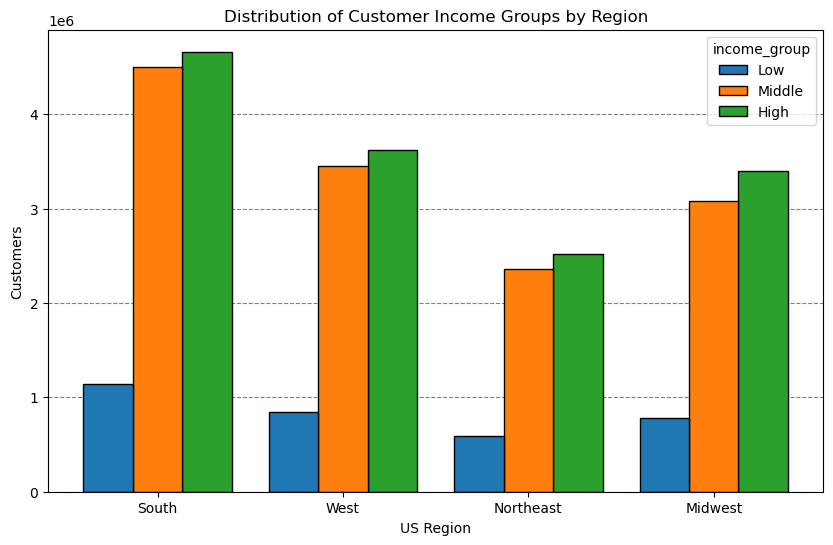 Distribution of Customer Income Groups by Region
1e6
income_group
Low
Middle
High
4
3
2
1
0
Customers
South West Northeast Midwest
US Region